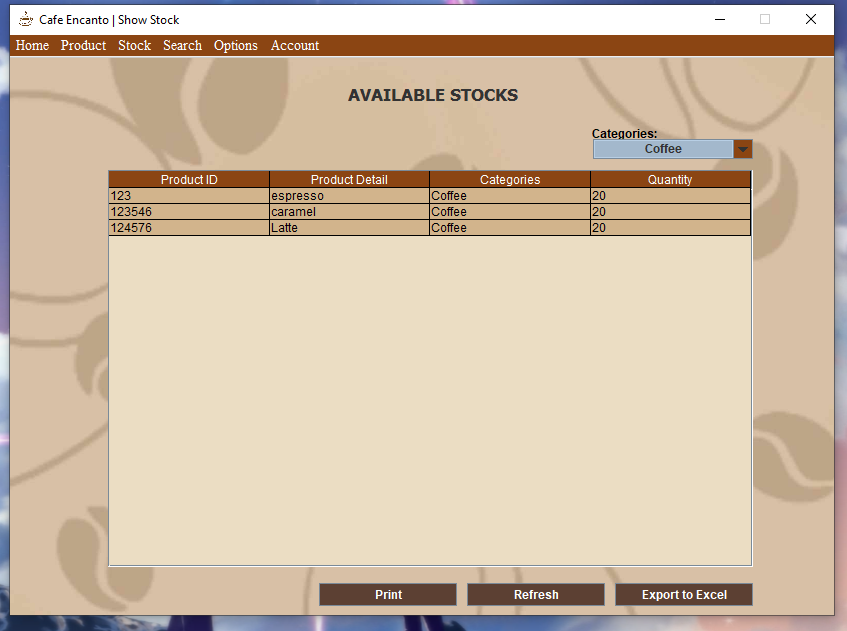 Cafe Encanto | Show Stock
Home Product Stock Search Options Account
AVAILABLE STOCKS
Categories:
Coffee
Product ID Product Detail Categories Quantity
123 espresso Coffee 20
123546 caramel Coffee 20
124576 Latte Coffee 20
Print Refresh Export to Excel